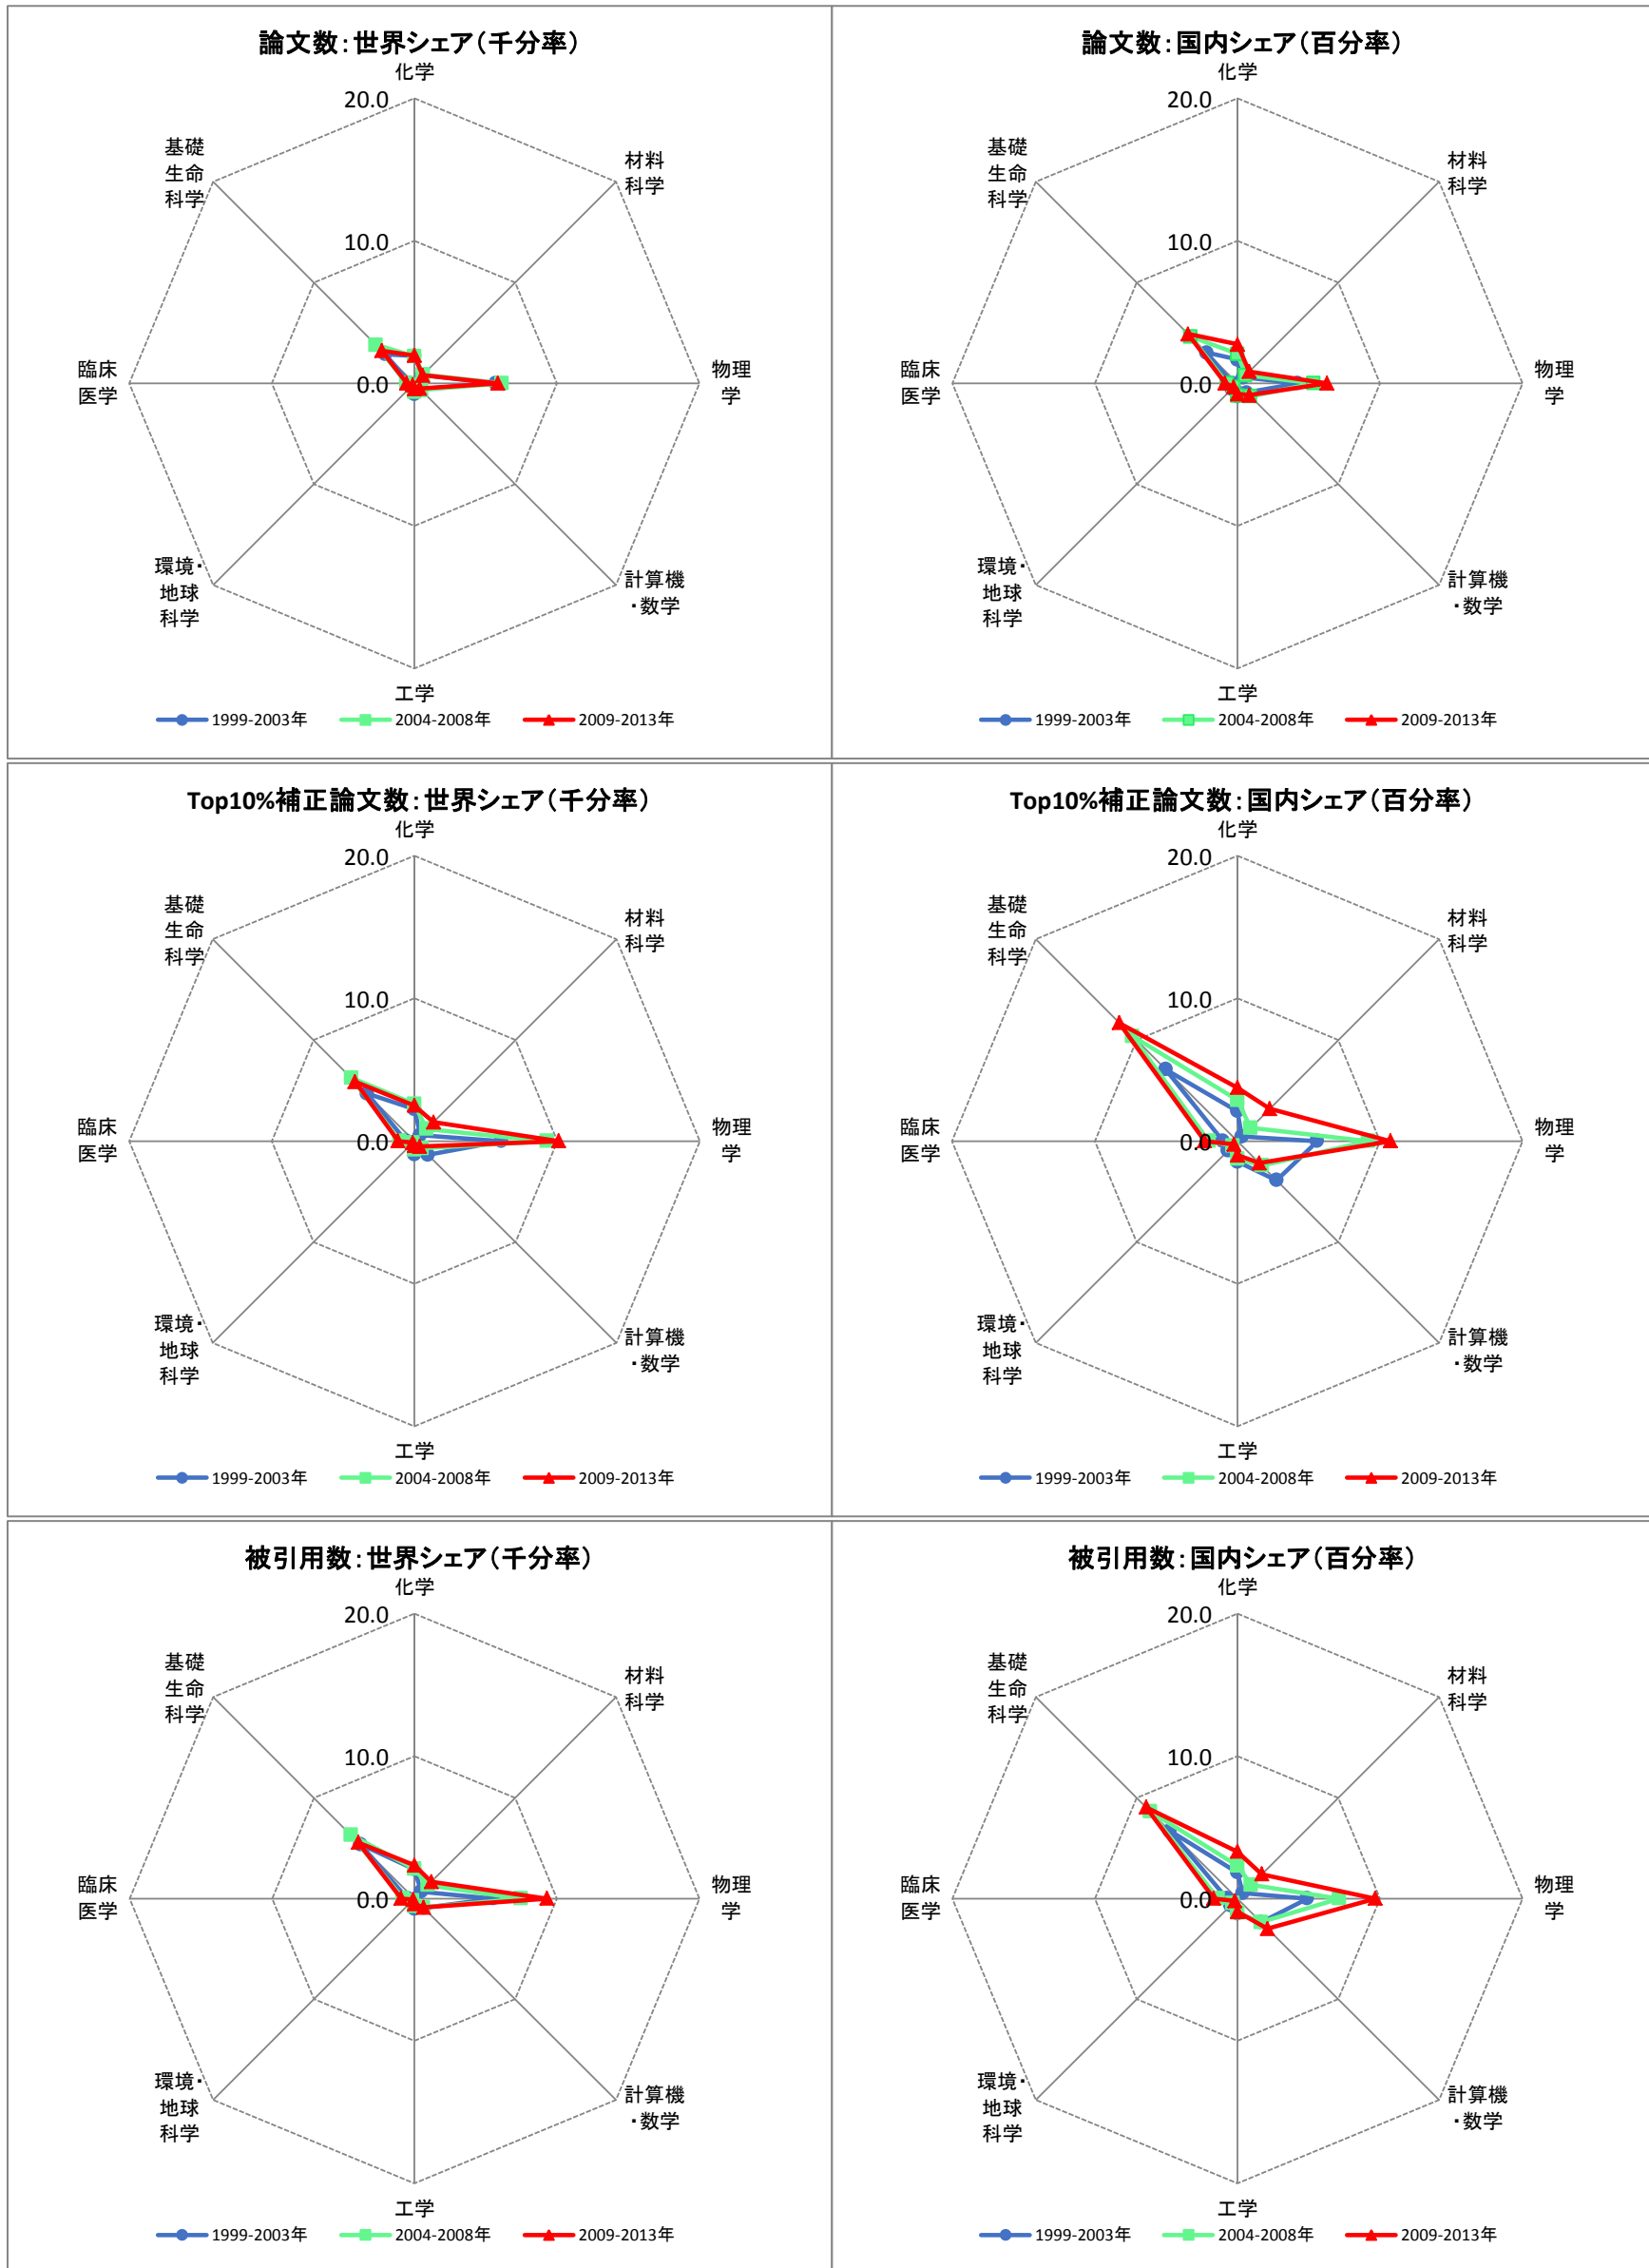 論文数：世界シェア（千分率）
化学
20.0
基礎
生命
科学
材料
科学
10.0
臨床
医学
0.0
物理
学
環境・
地球
科学
計算機
・数学
工学
1999-2003年
2004-2008年
2009-2013年
論文数：国内シェア（百分率）
化学
20.0
基礎
生命
科学
材料
科学
10.0
臨床
医学
0.0
物理
学
環境・
地球
科学
計算機
・数学
工学
1999-2003年
2004-2008年
2009-2013年
Top10%補正論文数：世界シェア（千分率）
化学
20.0
基礎
生命
科学
材料
科学
10.0
臨床
医学
0.0
物理
学
環境・
地球
科学
計算機
・数学
工学
1999-2003年
2004-2008年
2009-2013年
Top10%補正論文数：国内シェア（百分率）
化学
20.0
基礎
生命
科学
材料
科学
10.0
臨床
医学
0.0
物理
学
環境・
地球
科学
計算機
・数学
工学
1999-2003年
2004-2008年
2009-2013年
被引用数：世界シェア（千分率）
化学
20.0
基礎
生命
科学
材料
科学
10.0
臨床
医学
0.0
物理
学
環境・
地球
科学
計算機
・数学
工学
1999-2003年
2004-2008年
2009-2013年
被引用数：国内シェア（百分率）
化学
20.0
基礎
生命
科学
材料
科学
10.0
臨床
医学
0.0
物理
学
環境・
地球
科学
計算機
・数学
工学
1999-2003年
2004-2008年
2009-2013年